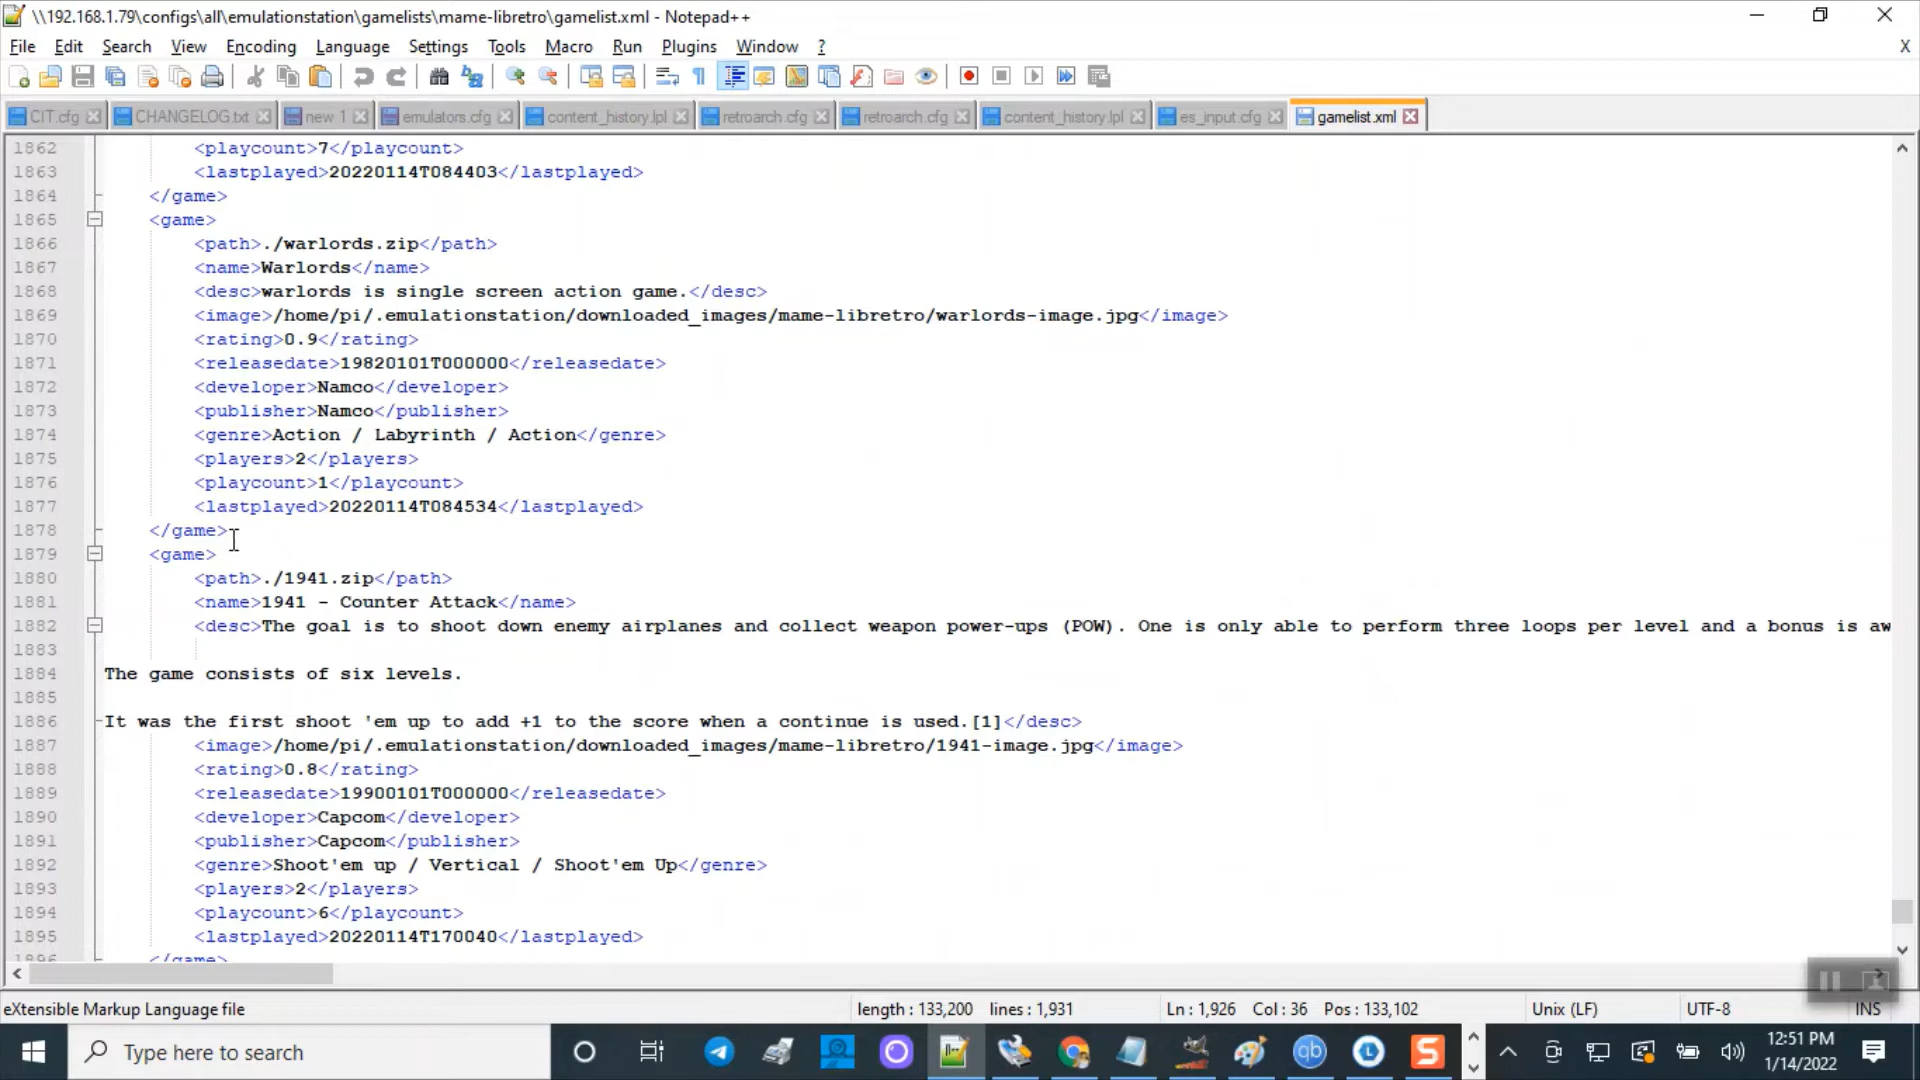 \\192.168.1.79\configs\all\emulationstation\gamelists\mame-libretro\gamelist.xml - Notepad++
File Edit Search View Encoding Language Settings Tools Macro Run Plugins Window ? X
CIT.cfg CHANGELOG.txt new 1 emulators.cfg content_history.lpl retroarch.cfg retroarch.cfg content_history.lpl es_input.cfg gamelist.xml
1862 <playcount>7</playcount>
1863 <lastplayed>20220114T084403</lastplayed>
1864 </game>
1865 <game>
1866 <path>./warlords.zip</path>
1867 <name>Warlords</name>
1868 <desc>warlords is single screen action game.</desc>
1869 <image>/home/pi/.emulationstation/downloaded_images/mame-libretro/warlords-image.jpg</image>
1870 <rating>0.9</rating>
1871 <releasedate>19820101T000000</releasedate>
1872 <developer>Namco</developer>
1873 <publisher>Namco</publisher>
1874 <genre>Action / Labyrinth / Action</genre>
1875 <players>2</players>
1876 <playcount>1</playcount>
1877 <lastplayed>20220114T084534</lastplayed>
1878 </game>
1879 <game>
1880 <path>./1941.zip</path>
1881 <name>1941 - Counter Attack</name>
1882 <desc>The goal is to shoot down enemy airplanes and collect weapon power-ups (POW). One is only able to perform three loops per level and a bonus is aw
1883
1884 The game consists of six levels.
1885
1886 It was the first shoot 'em up to add +1 to the score when a continue is used.[1]</desc>
1887 <image>/home/pi/.emulationstation/downloaded_images/mame-libretro/1941-image.jpg</image>
1888 <rating>0.8</rating>
1889 <releasedate>19900101T000000</releasedate>
1890 <developer>Capcom</developer>
1891 <publisher>Capcom</publisher>
1892 <genre>Shoot'em up / Vertical / Shoot'em Up</genre>
1893 <players>2</players>
1894 <playcount>6</playcount>
1895 <lastplayed>20220114T170040</lastplayed>
1896 </game>
eXtensible Markup Language file length : 133,200 lines : 1,931 Ln : 1,926 Col : 36 Pos : 133,102 Unix (LF) UTF-8 INS
Type here to search qb L S 12:51 PM
1/14/2022